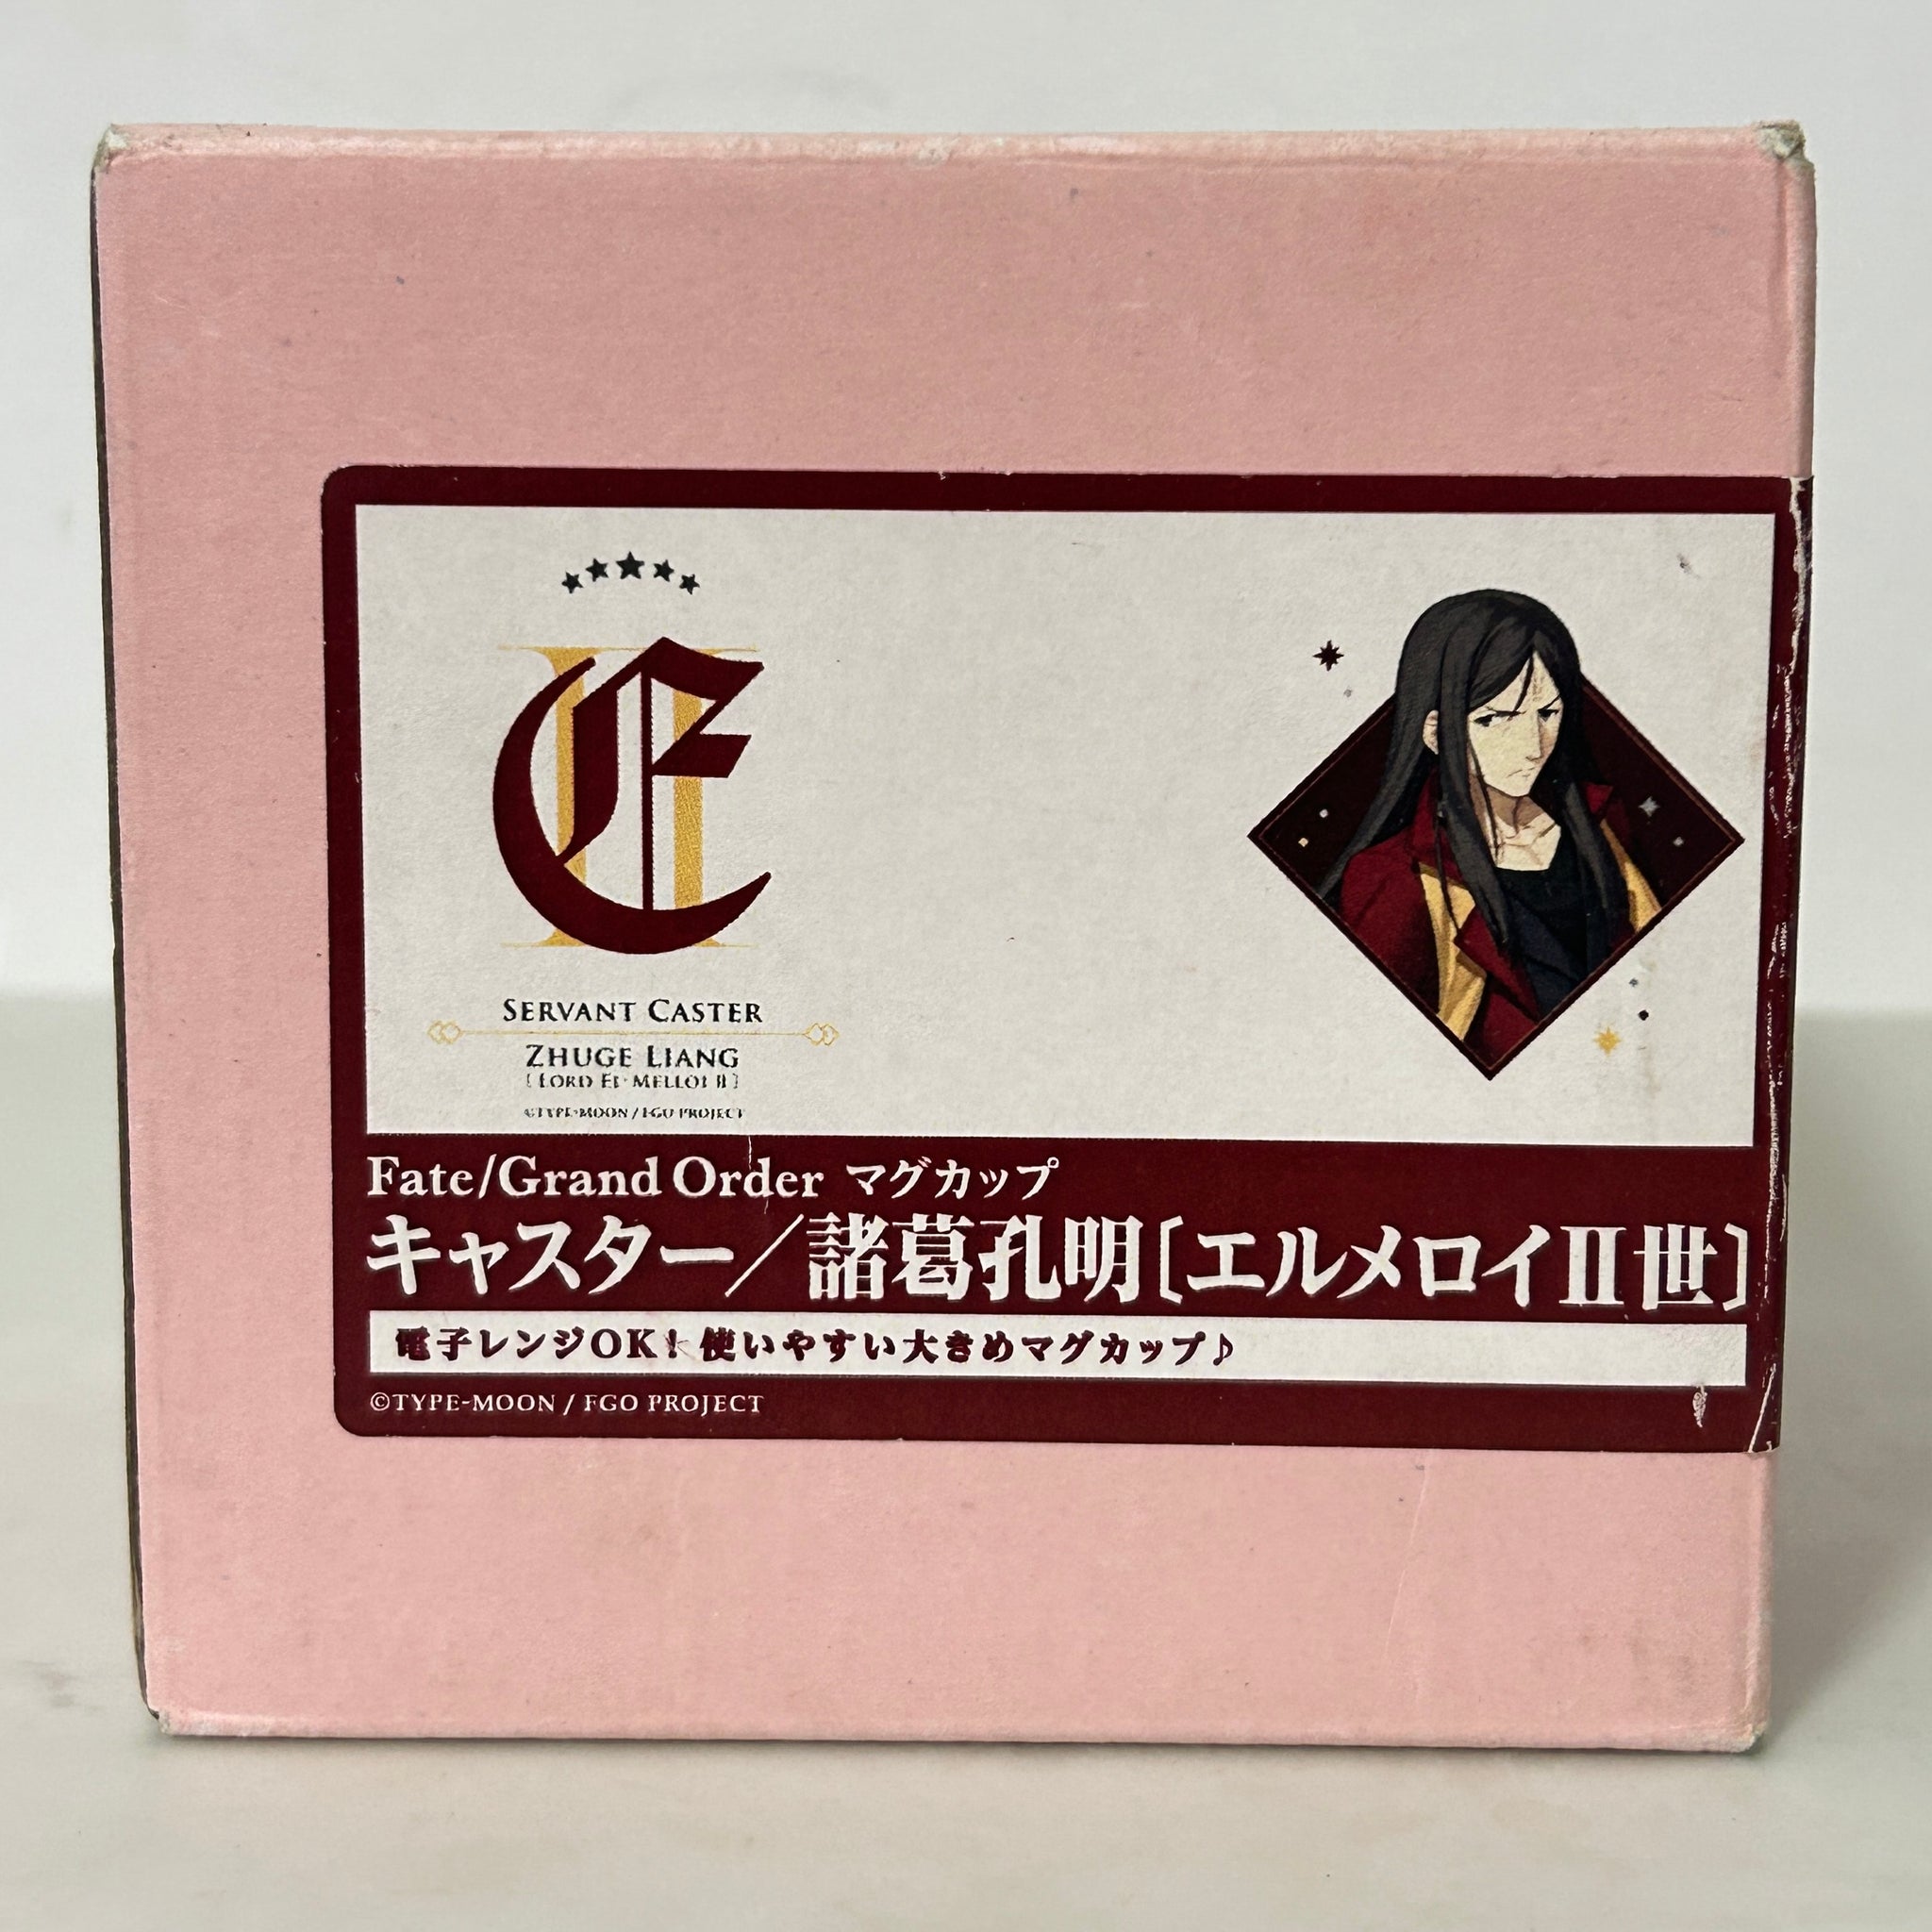 SERVANT CASTER
ZHUGE LIANG
[ LORD EL-MELLOI II ]
©TYPE-MOON / FGO PROJECT
Fate/Grand Order マグカップ
キャスター／諸葛孔明〔エルメロイⅡ世〕
電子レンジOK! 使いやすい大きめマグカップ♪
©TYPE-MOON / FGO PROJECT